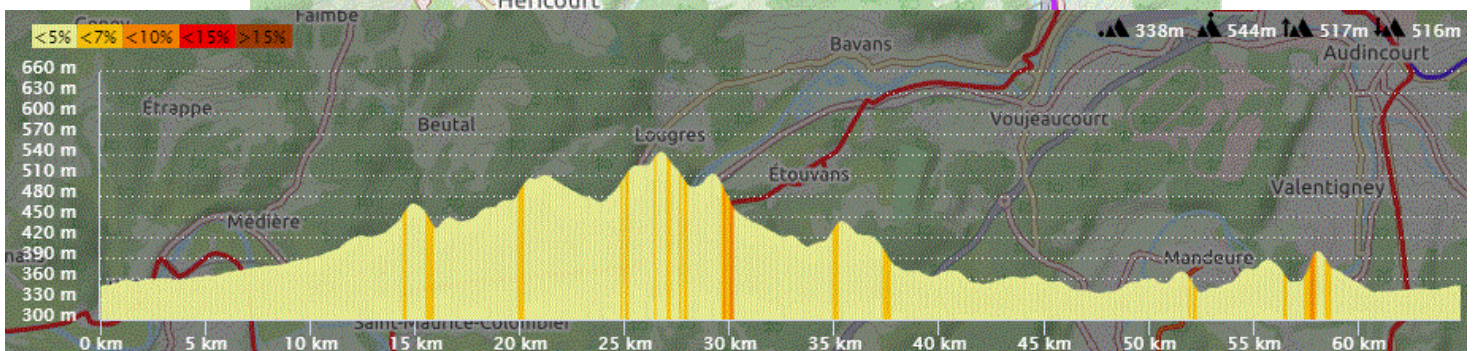 Héricourt
Genev Faimbe
<5% <7% <10% <15% >15%
338m 544m 517m 516m
Bavans
Audincourt
660 m
630 m
600 m
570 m
540 m
510 m
480 m
450 m
420 m
390 m
360 m
330 m
300 m
Étrappe
Beutal
Lougres
Voujeaucourt
Étouvans
Valentigney
Médière
Mandeure
Saint-Maurice-Colombier
0 km 5 km 10 km 15 km 20 km 25 km 30 km 35 km 40 km 45 km 50 km 55 km 60 km